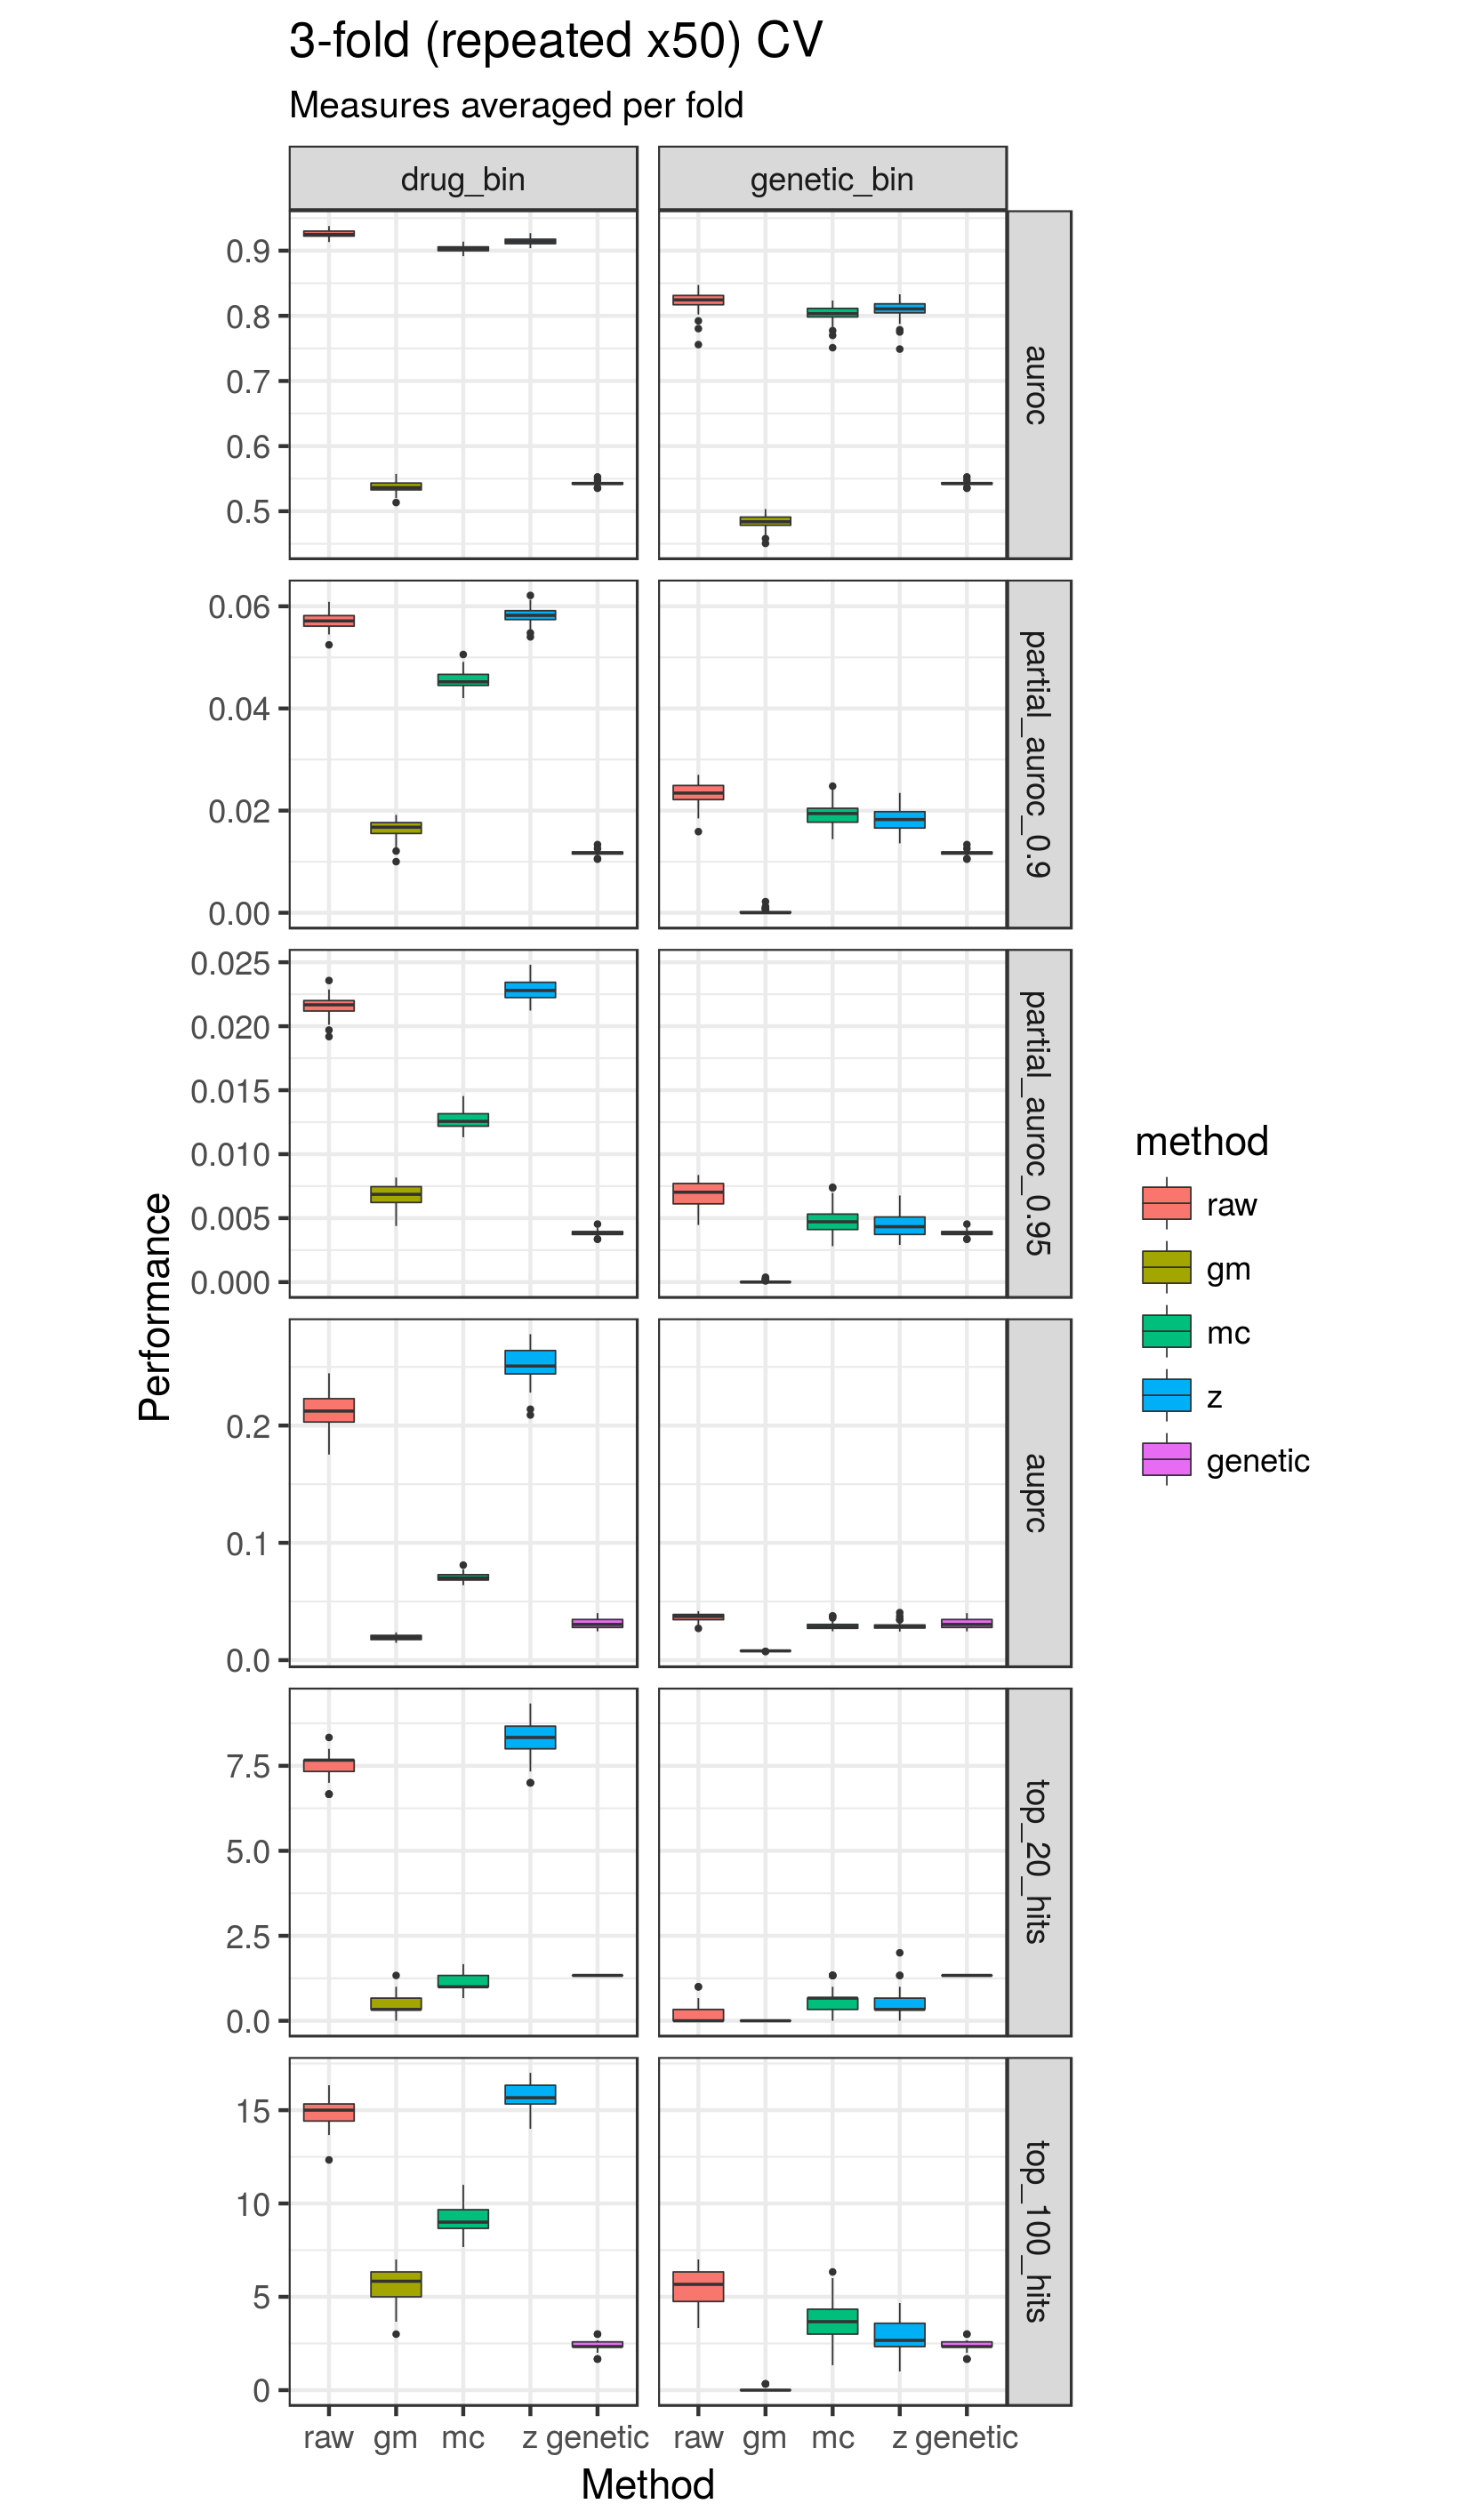 3-fold (repeated x50) CV
Measures averaged per fold
drug_bin
genetic_bin
0.9
0.8
0.7
0.6
0.5
auroc
0.06
0.04
0.02
0.00
partial_auroc_0.9
0.025
0.020
0.015
0.010
0.005
0.000
partial_auroc_0.95
0.2
0.1
0.0
auprc
7.5
5.0
2.5
0.0
top_20_hits
15
10
5
0
top_100_hits
raw gm mc z genetic
raw gm mc z genetic
Method
Performance
method
raw
gm
mc
z
genetic